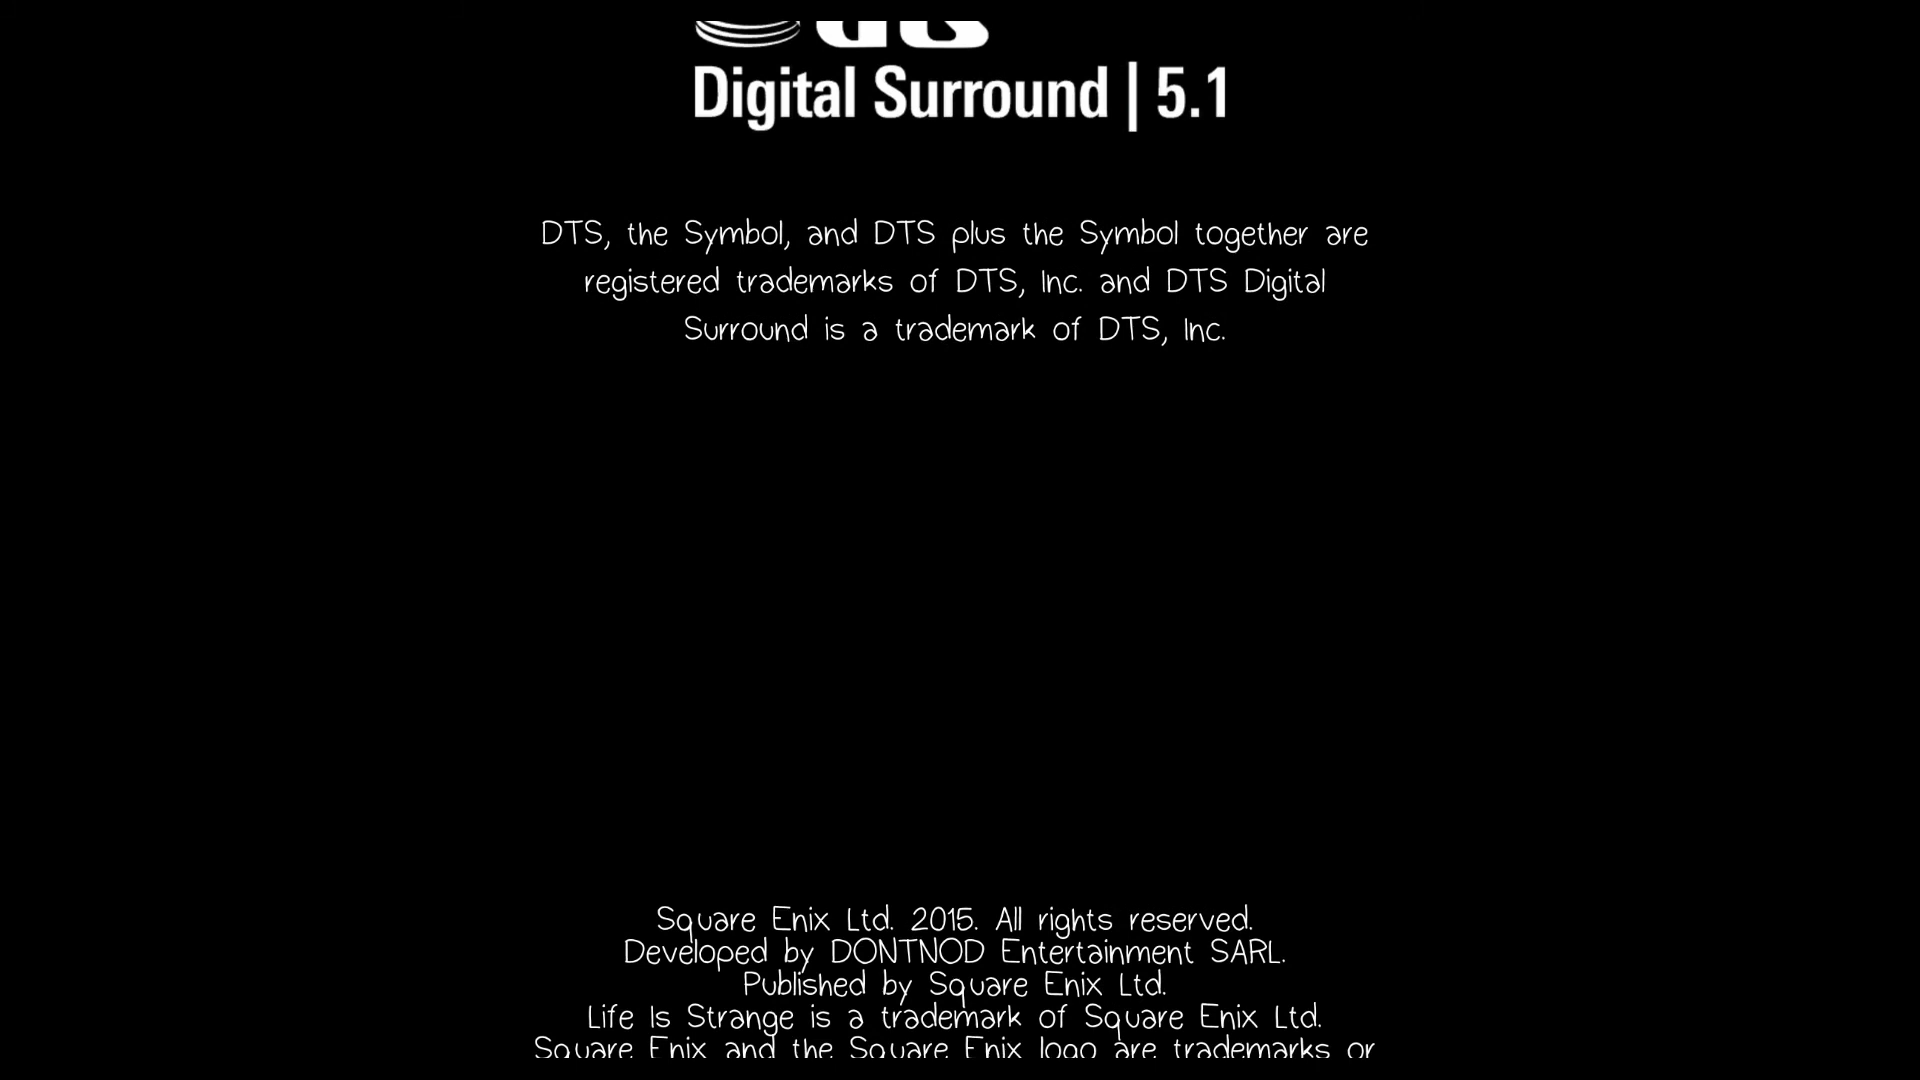 dts
Digital Surround | 5.1
DTS, the Symbol, and DTS plus the Symbol together are
registered trademarks of DTS, Inc. and DTS Digital
Surround is a trademark of DTS, Inc.
Square Enix Ltd. 2015. All rights reserved.
Developed by DONTNOD Entertainment SARL.
Published by Square Enix Ltd.
Life Is Strange is a trademark of Square Enix Ltd.
Square Enix and the Square Enix logo are trademarks or